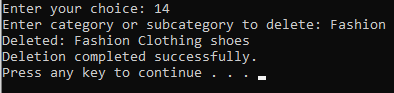 Enter your choice: 14
Enter category or subcategory to delete: Fashion
Deleted: Fashion Clothing shoes
Deletion completed successfully.
Press any key to continue . . .